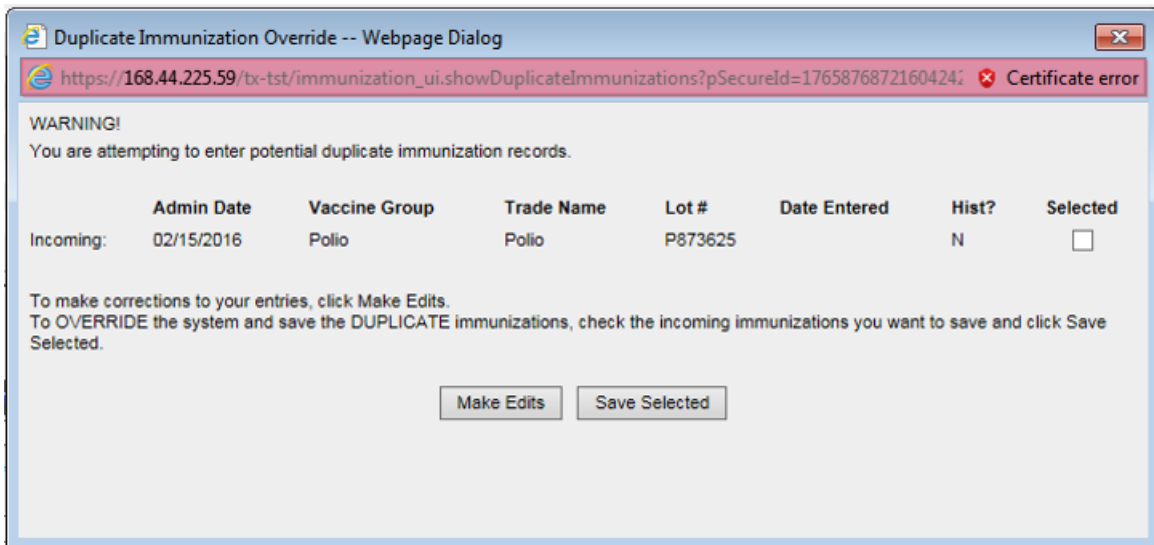 Duplicate Immunization Override -- Webpage Dialog
https://168.44.225.59/tx-tst/immunization_ui.showDuplicateImmunizations?pSecureId=17658768721604242 Certificate error
WARNING!
You are attempting to enter potential duplicate immunization records.
Admin Date Vaccine Group Trade Name Lot # Date Entered Hist? Selected
Incoming: 02/15/2016 Polio Polio P873625 N
To make corrections to your entries, click Make Edits.
To OVERRIDE the system and save the DUPLICATE immunizations, check the incoming immunizations you want to save and click Save
Selected.
Make Edits Save Selected